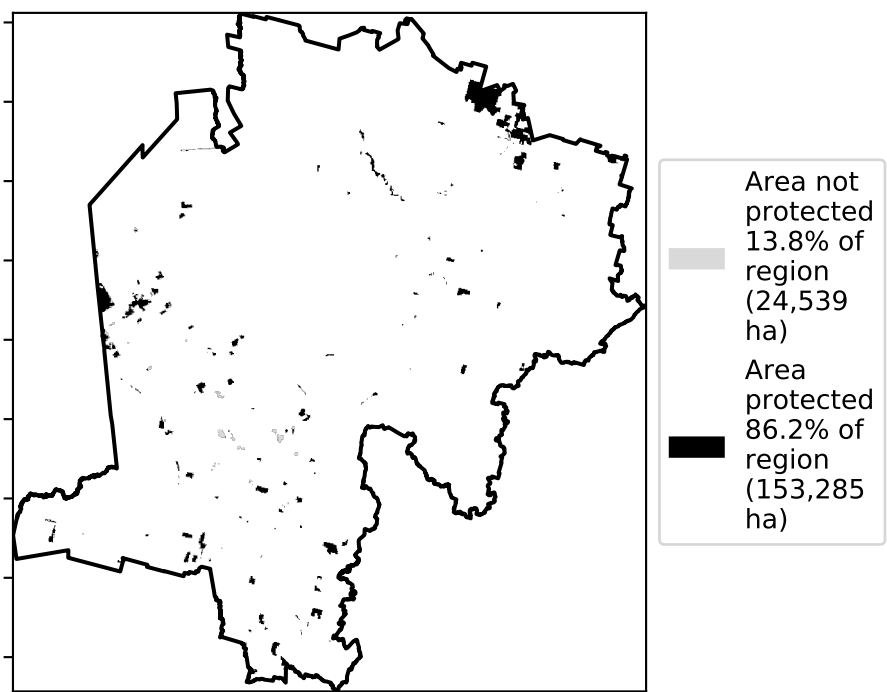 Area not
protected
13.8% of
region
(24,539
ha)
Area
protected
86.2% of
region
(153,285
ha)